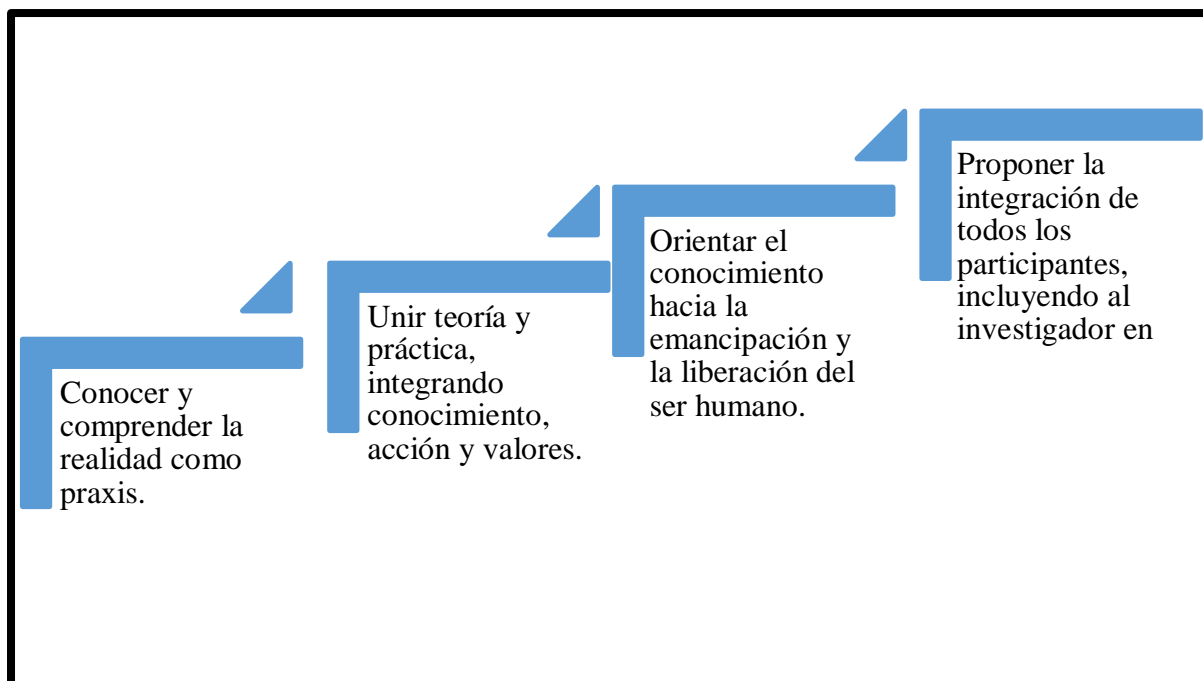 Conocer y
comprender la
realidad como
praxis.
Unir teoría y
práctica,
integrando
conocimiento,
acción y valores.
Orientar el
conocimiento
hacia la
emancipación y
la liberación del
ser humano.
Proponer la
integración de
todos los
participantes,
incluyendo al
investigador en